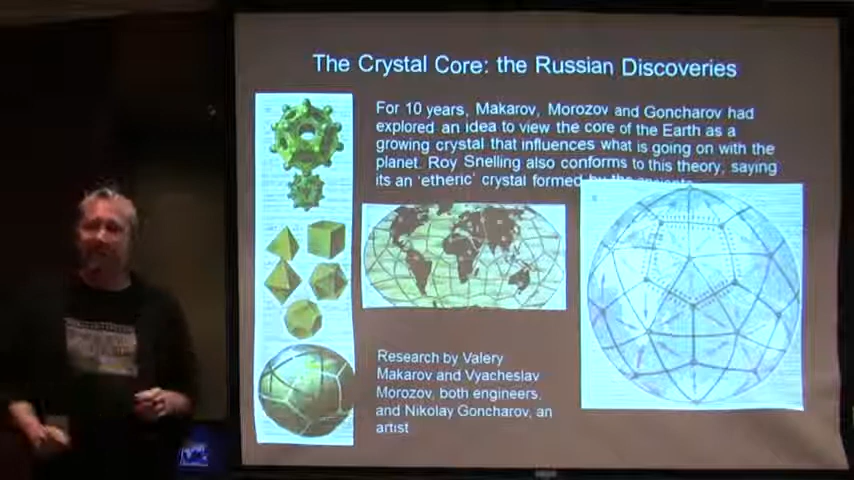 The Crystal Core: the Russian Discoveries
For 10 years, Makarov, Morozov and Goncharov had
explored an idea to view the core of the Earth as a
growing crystal that influences what is going on with the
planet. Roy Snelling also conforms to this theory, saying
its an 'etheric' crystal formed by the ancients
Research by Valery
Makarov and Vyacheslav
Morozov, both engineers,
and Nikolay Goncharov, an
artist